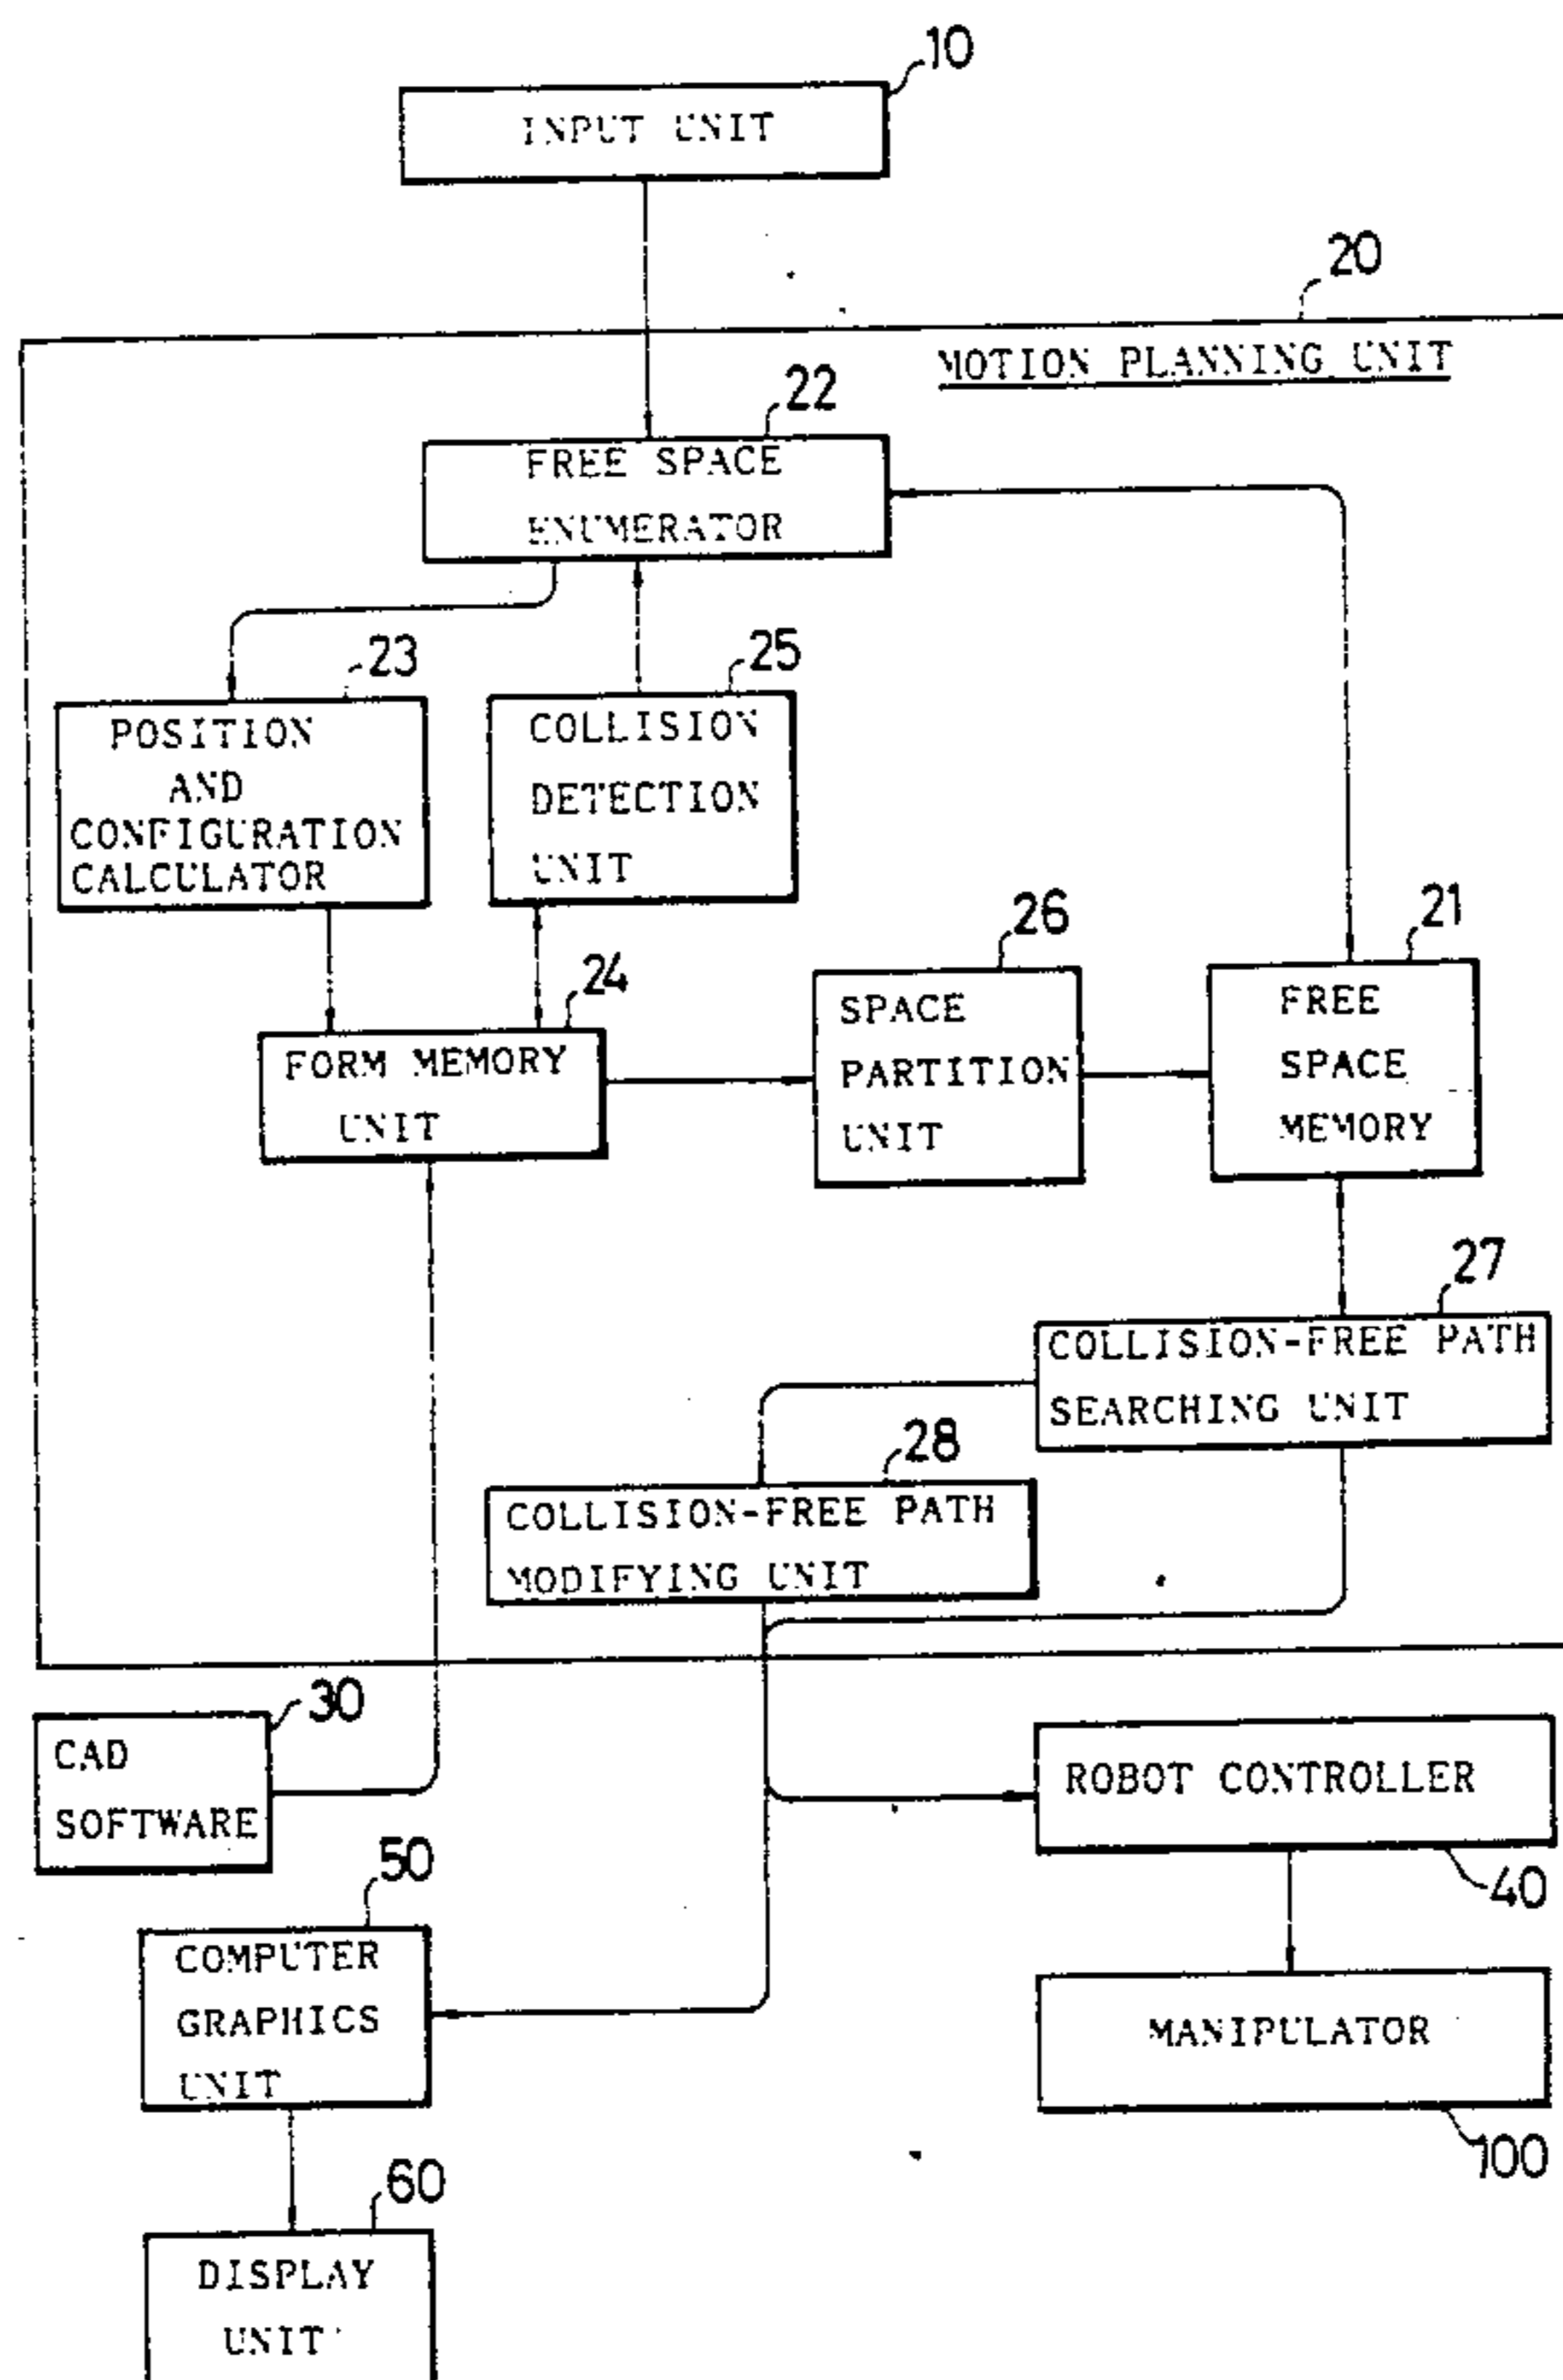 10
INPUT UNIT
20
MOTION PLANNING UNIT
22
FREE SPACE
ENUMERATOR
23
POSITION
AND
CONFIGURATION
CALCULATOR
25
COLLISION
DETECTION
UNIT
24
FORM MEMORY
UNIT
26
SPACE
PARTITION
UNIT
21
FREE
SPACE
MEMORY
27
COLLISION-FREE PATH
SEARCHING UNIT
28
COLLISION-FREE PATH
MODIFYING UNIT
30
CAD
SOFTWARE
ROBOT CONTROLLER
40
50
COMPUTER
GRAPHICS
UNIT
MANIPULATOR
100
60
DISPLAY
UNIT